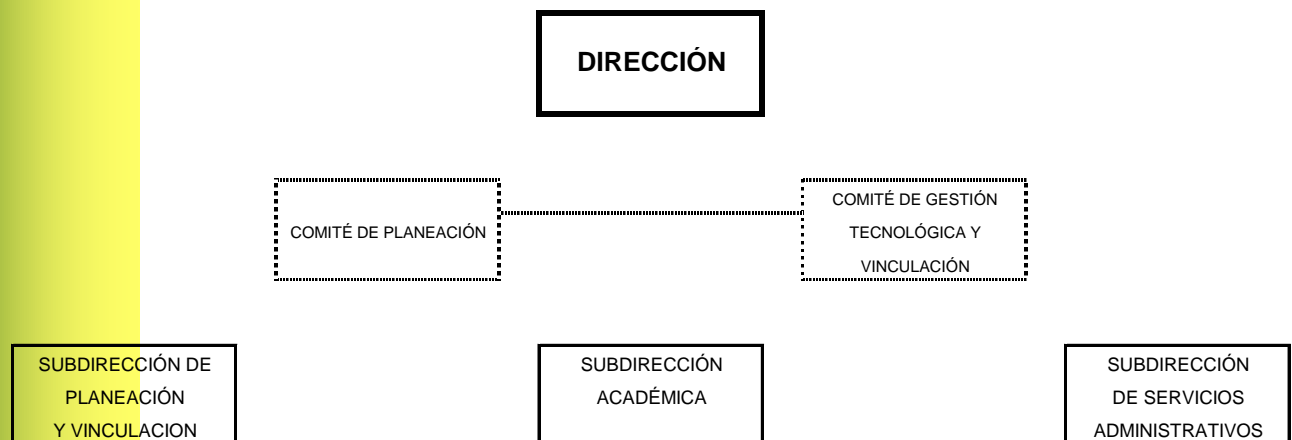 DIRECCIÓN
COMITÉ DE PLANEACIÓN
COMITÉ DE GESTIÓN
TECNOLÓGICA Y
VINCULACIÓN
SUBDIRECCIÓN DE
PLANEACIÓN
Y VINCULACION
SUBDIRECCIÓN
ACADÉMICA
SUBDIRECCIÓN
DE SERVICIOS
ADMINISTRATIVOS